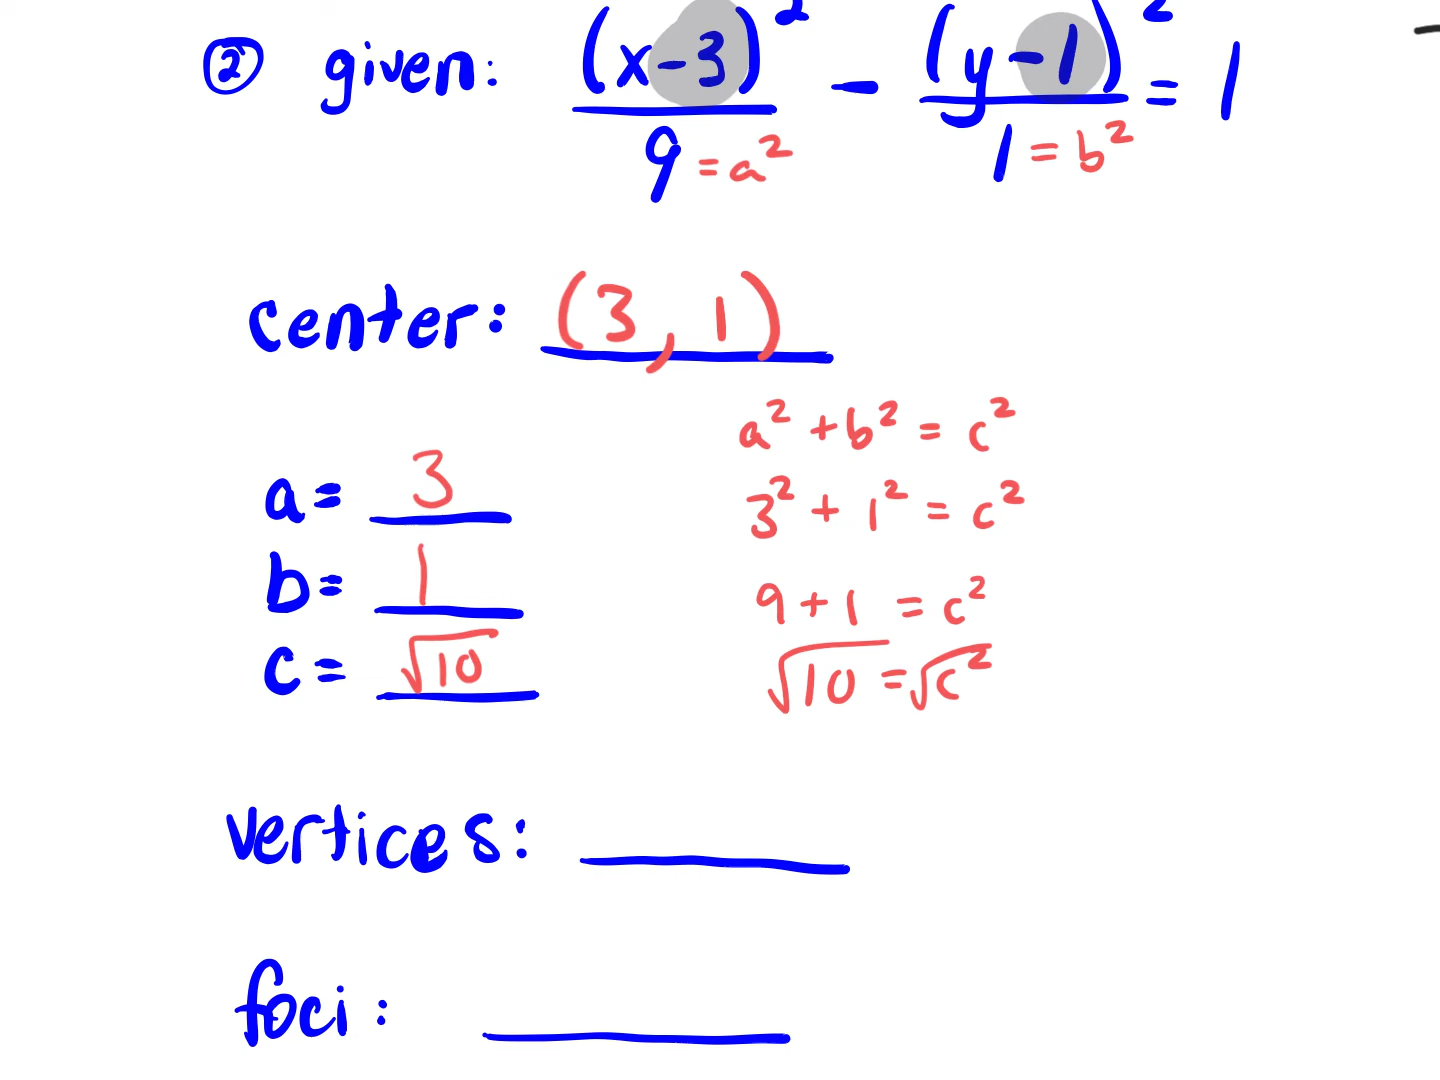 ② given: (x-3)² / 9 = a² - (y-1)² / 1 = b² = 1
center: (3, 1)
a² + b² = c²
a = 3
3² + 1² = c²
b = 1
9 + 1 = c²
c = √10
√10 = √c²
vertices:
foci: